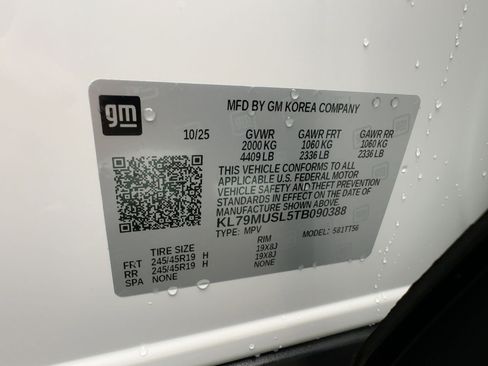 gm
MFD BY GM KOREA COMPANY
10/25 GVWR GAWR FRT GAWR RR
2000 KG 1060 KG 1060 KG
4409 LB 2336 LB 2336 LB
THIS VEHICLE CONFORMS TO ALL
APPLICABLE U.S. FEDERAL MOTOR
VEHICLE SAFETY AND THEFT PREVENTION
STANDARDS IN EFFECT ON THE DATE OF
MANUFACTURE SHOWN ABOVE.
KL79MUSL5TB090388
TYPE: MPV MODEL: 581TT56
TIRE SIZE RIM
FRT 245/45R19 H 19X8J
RR 245/45R19 H 19X8J
SPA NONE NONE